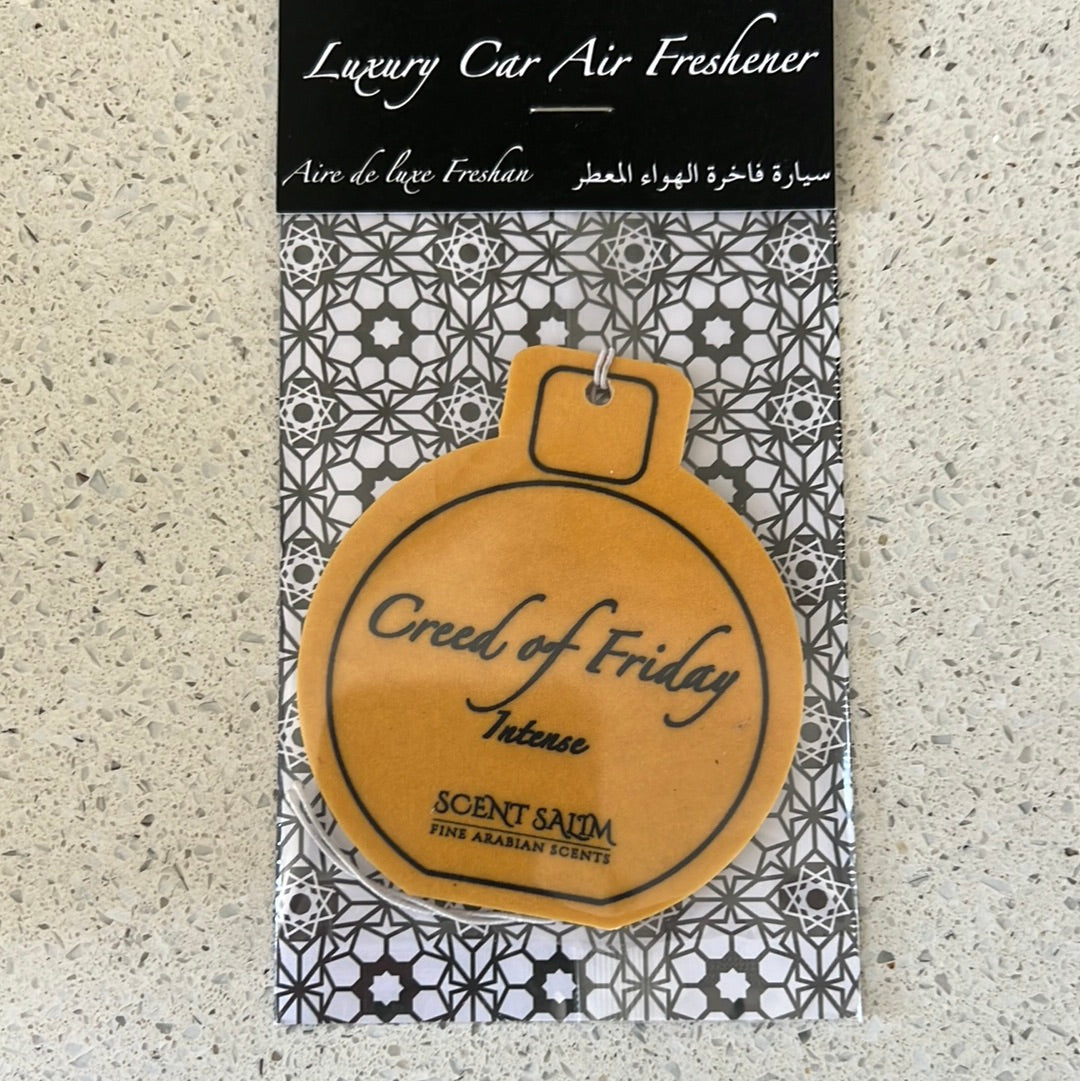 Luxury Car Air Freshener
Aire de luxe Freshan
سيارة فاخرة الهواء المعطر
Creed of Friday
Intense
SCENT SALIM
FINE ARABIAN SCENTS